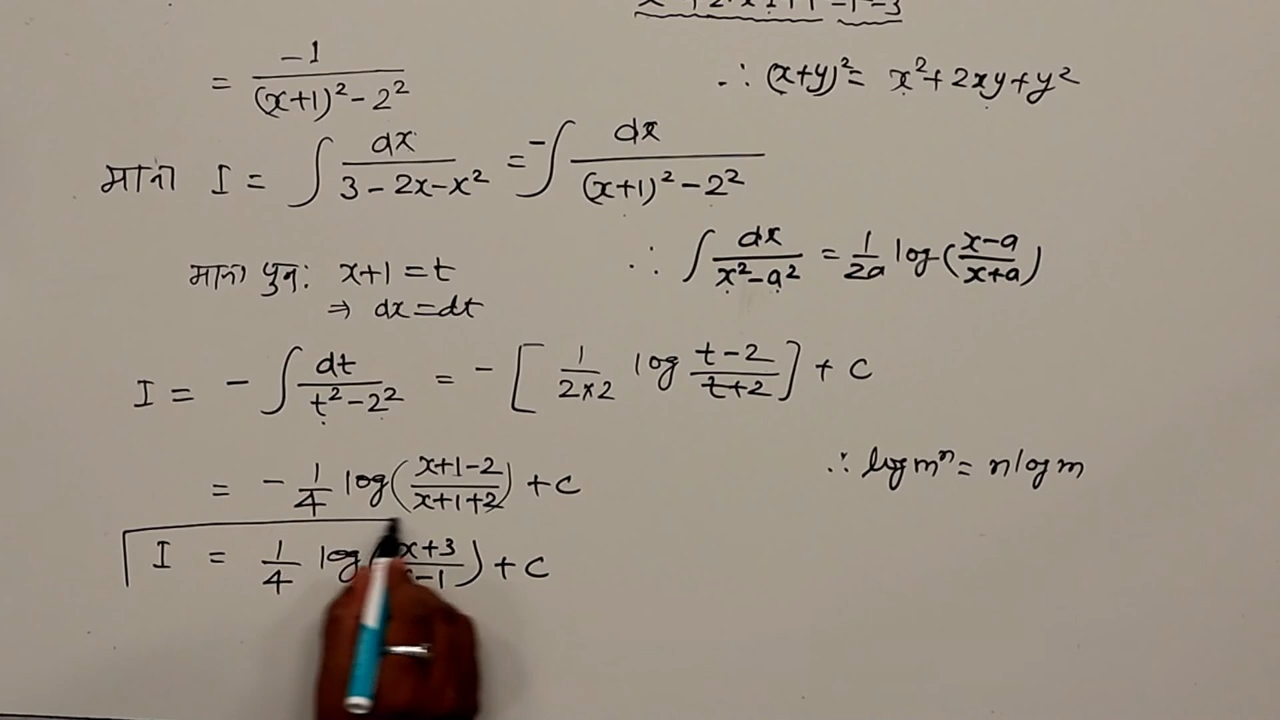 = -1/((x+1)² - 2²)
∴ (x+y)² = x² + 2xy + y²
माना I = ∫ dx/(3 - 2x - x²) = -∫ dx/((x+1)² - 2²)
∴ ∫ dx/(x² - a²) = 1/2a log((x-a)/(x+a))
माना पुनः x+1 = t
⇒ dx = dt
I = -∫ dt/(t² - 2²) = -[1/(2×2) log (t-2)/(t+2)] + c
= -1/4 log((x+1-2)/(x+1+2)) + c
∴ log mⁿ = n log m
I = 1/4 log((x+3)/(x-1)) + c